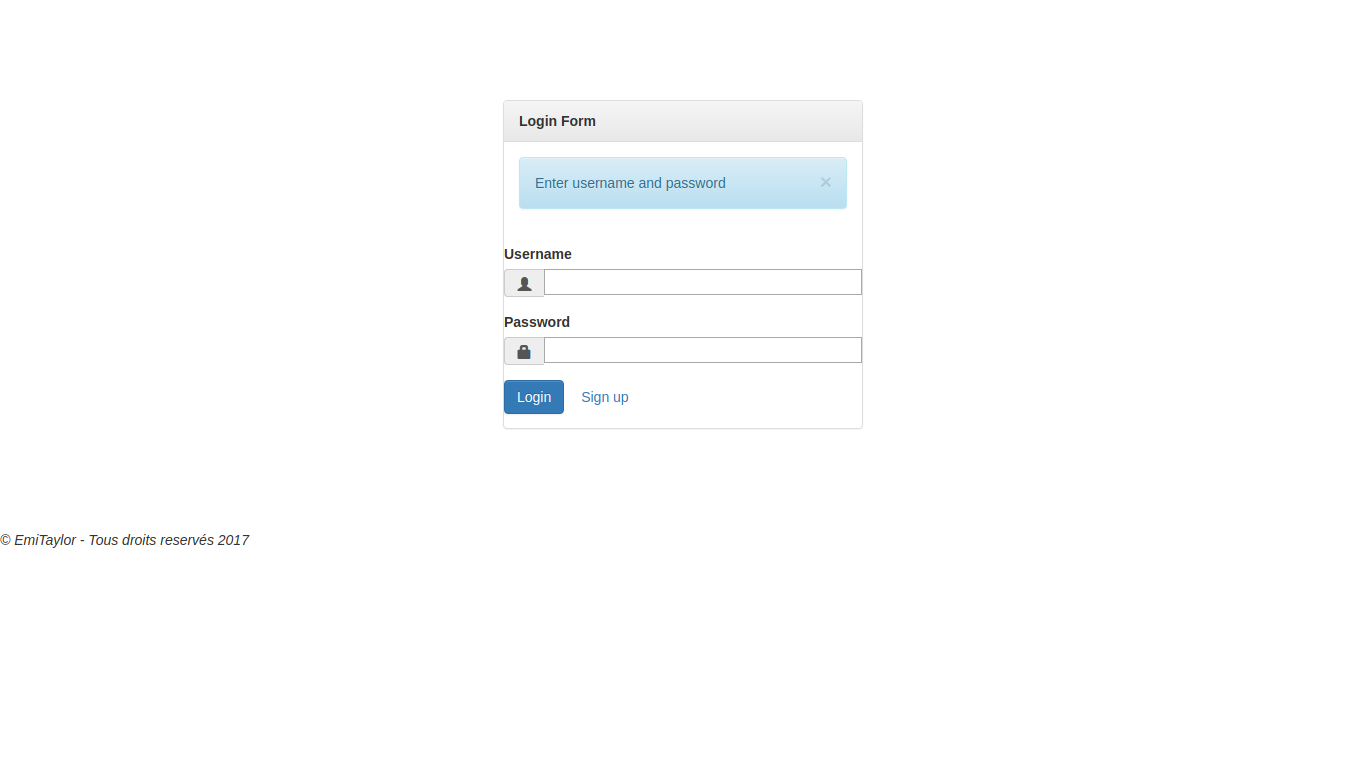 Login Form
Enter username and password ×
Username
Password
Login Sign up
© EmiTaylor - Tous droits reservés 2017